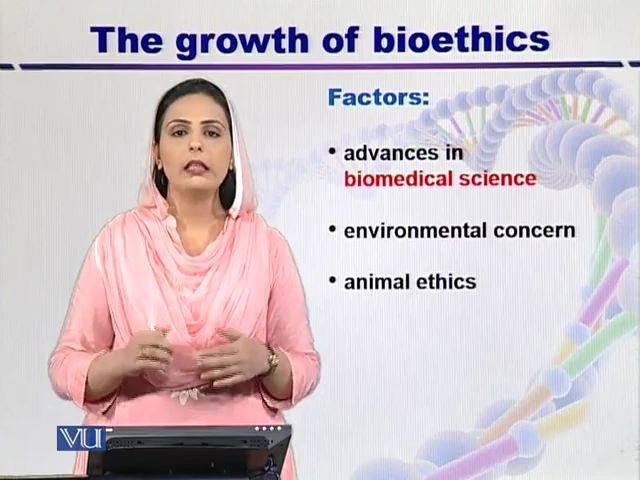 The growth of bioethics
Factors:
• advances in
biomedical science
• environmental concern
• animal ethics
VU